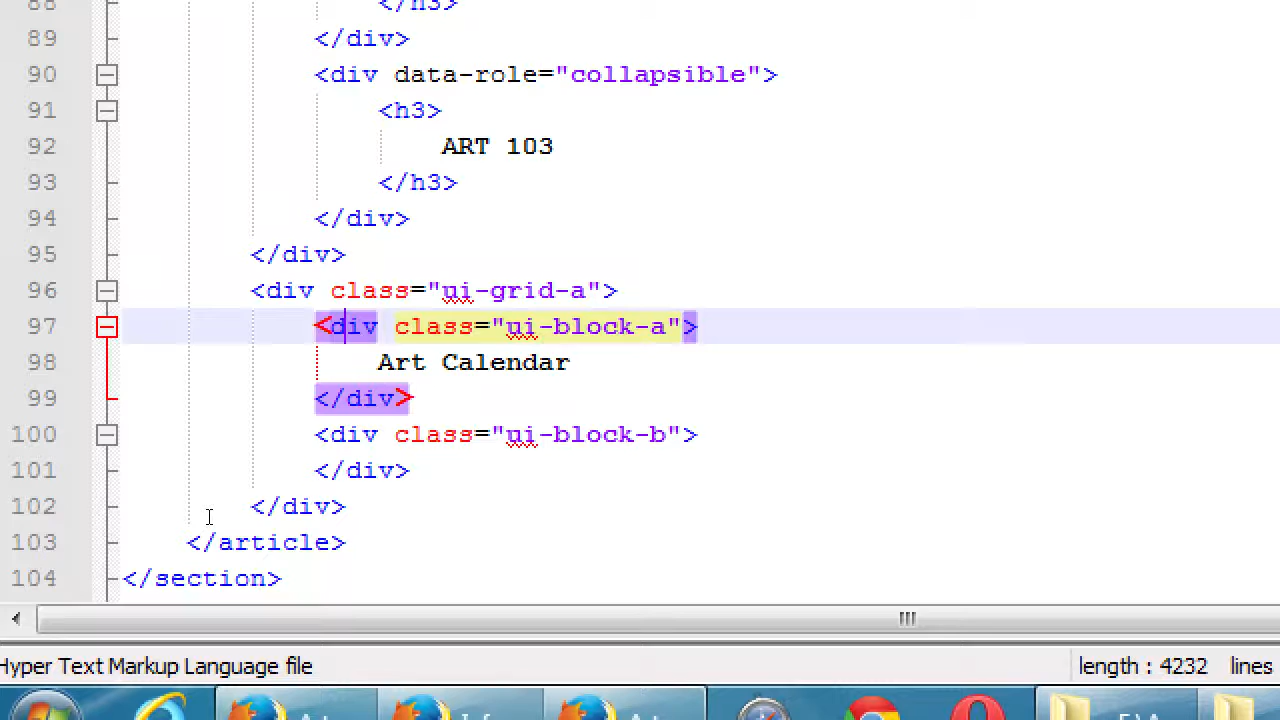 88 </h3>
89 </div>
90 <div data-role="collapsible">
91 <h3>
92 ART 103
93 </h3>
94 </div>
95 </div>
96 <div class="ui-grid-a">
97 <div class="ui-block-a">
98 Art Calendar
99 </div>
100 <div class="ui-block-b">
101 </div>
102 </div>
103 </article>
104 </section>
Hyper Text Markup Language file length : 4232 lines